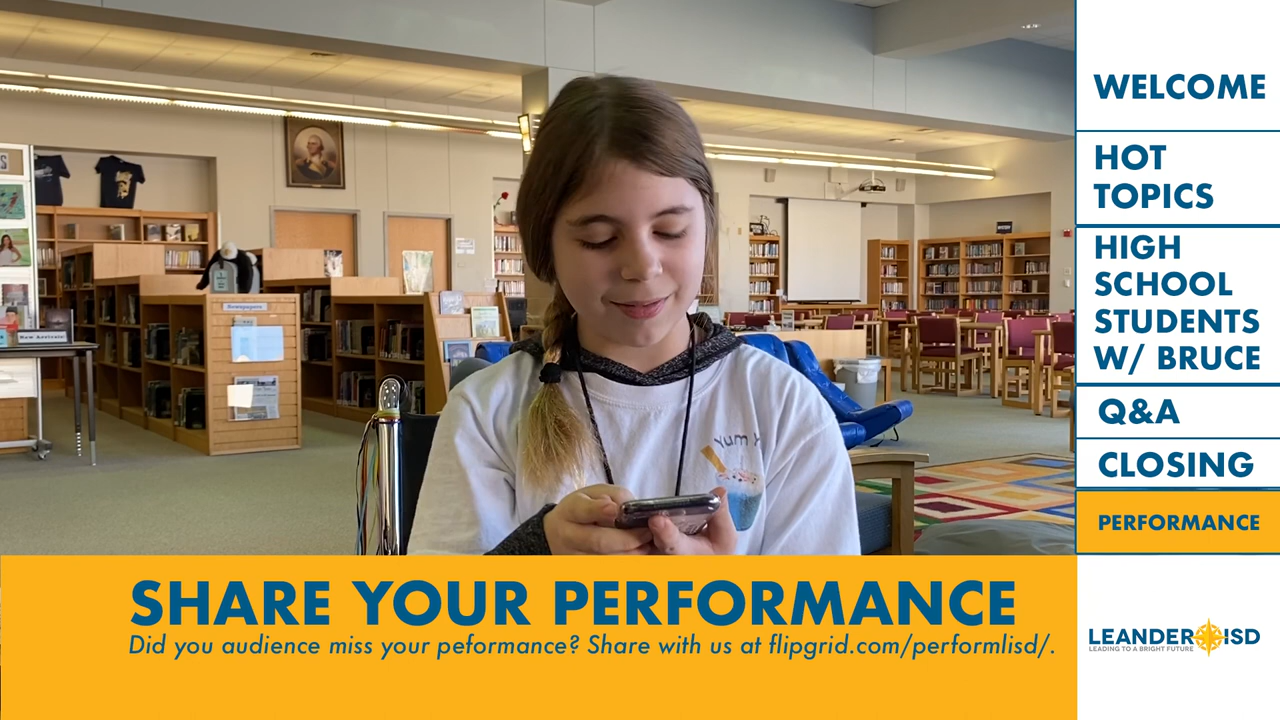 WELCOME
HOT
TOPICS
HIGH
SCHOOL
STUDENTS
W/ BRUCE
Q&A
CLOSING
PERFORMANCE
Newspapers
New Arrivals!
Yum Y
SHARE YOUR PERFORMANCE
Did you audience miss your peformance? Share with us at flipgrid.com/performlisd/.
LEANDER ISD
LEADING TO A BRIGHT FUTURE